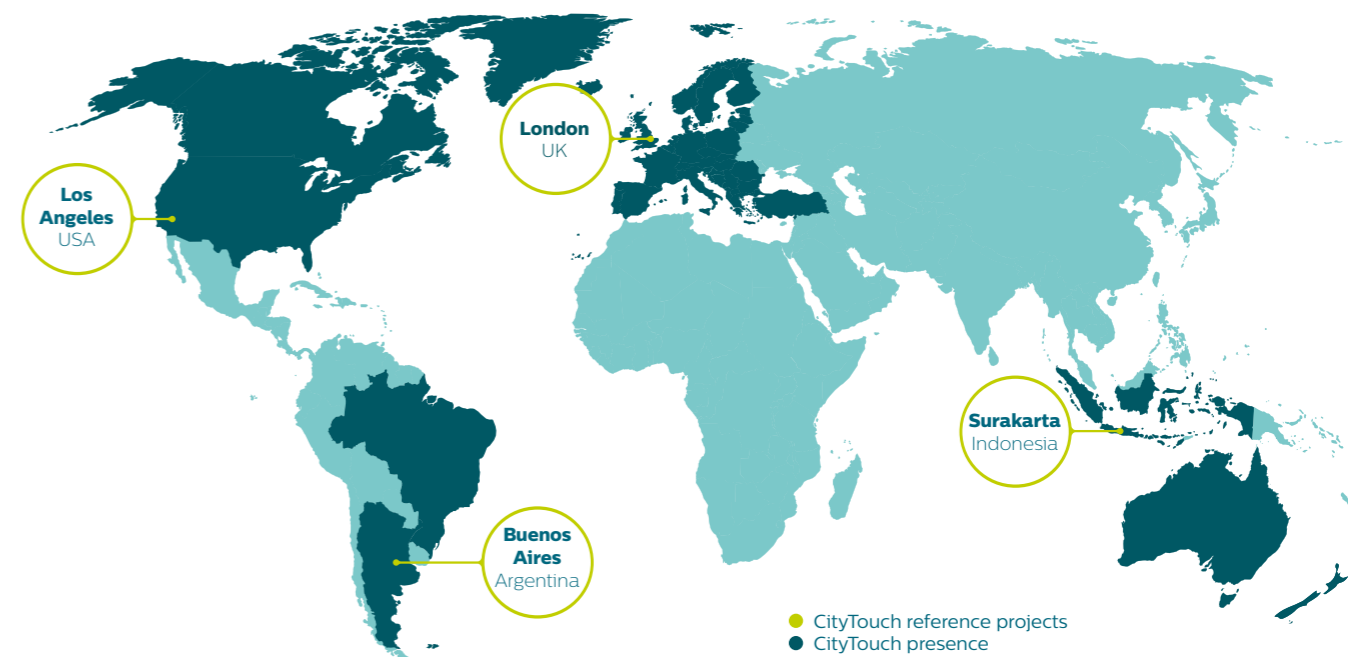 London
UK
Los
Angeles
USA
Surakarta
Indonesia
Buenos
Aires
Argentina
CityTouch reference projects
CityTouch presence